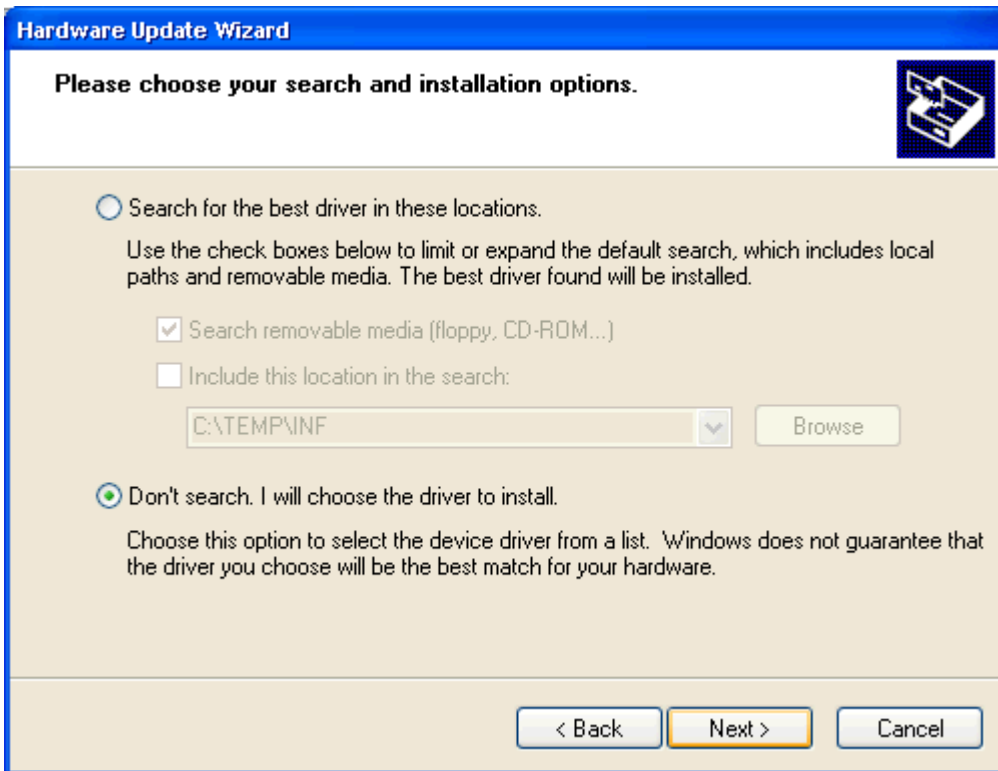 Hardware Update Wizard
Please choose your search and installation options.
Search for the best driver in these locations.
Use the check boxes below to limit or expand the default search, which includes local
paths and removable media. The best driver found will be installed.
Search removable media (floppy, CD-ROM...)
Include this location in the search:
C:\TEMP\INF
Browse
Don't search. I will choose the driver to install.
Choose this option to select the device driver from a list.  Windows does not guarantee that
the driver you choose will be the best match for your hardware.
< Back Next > Cancel